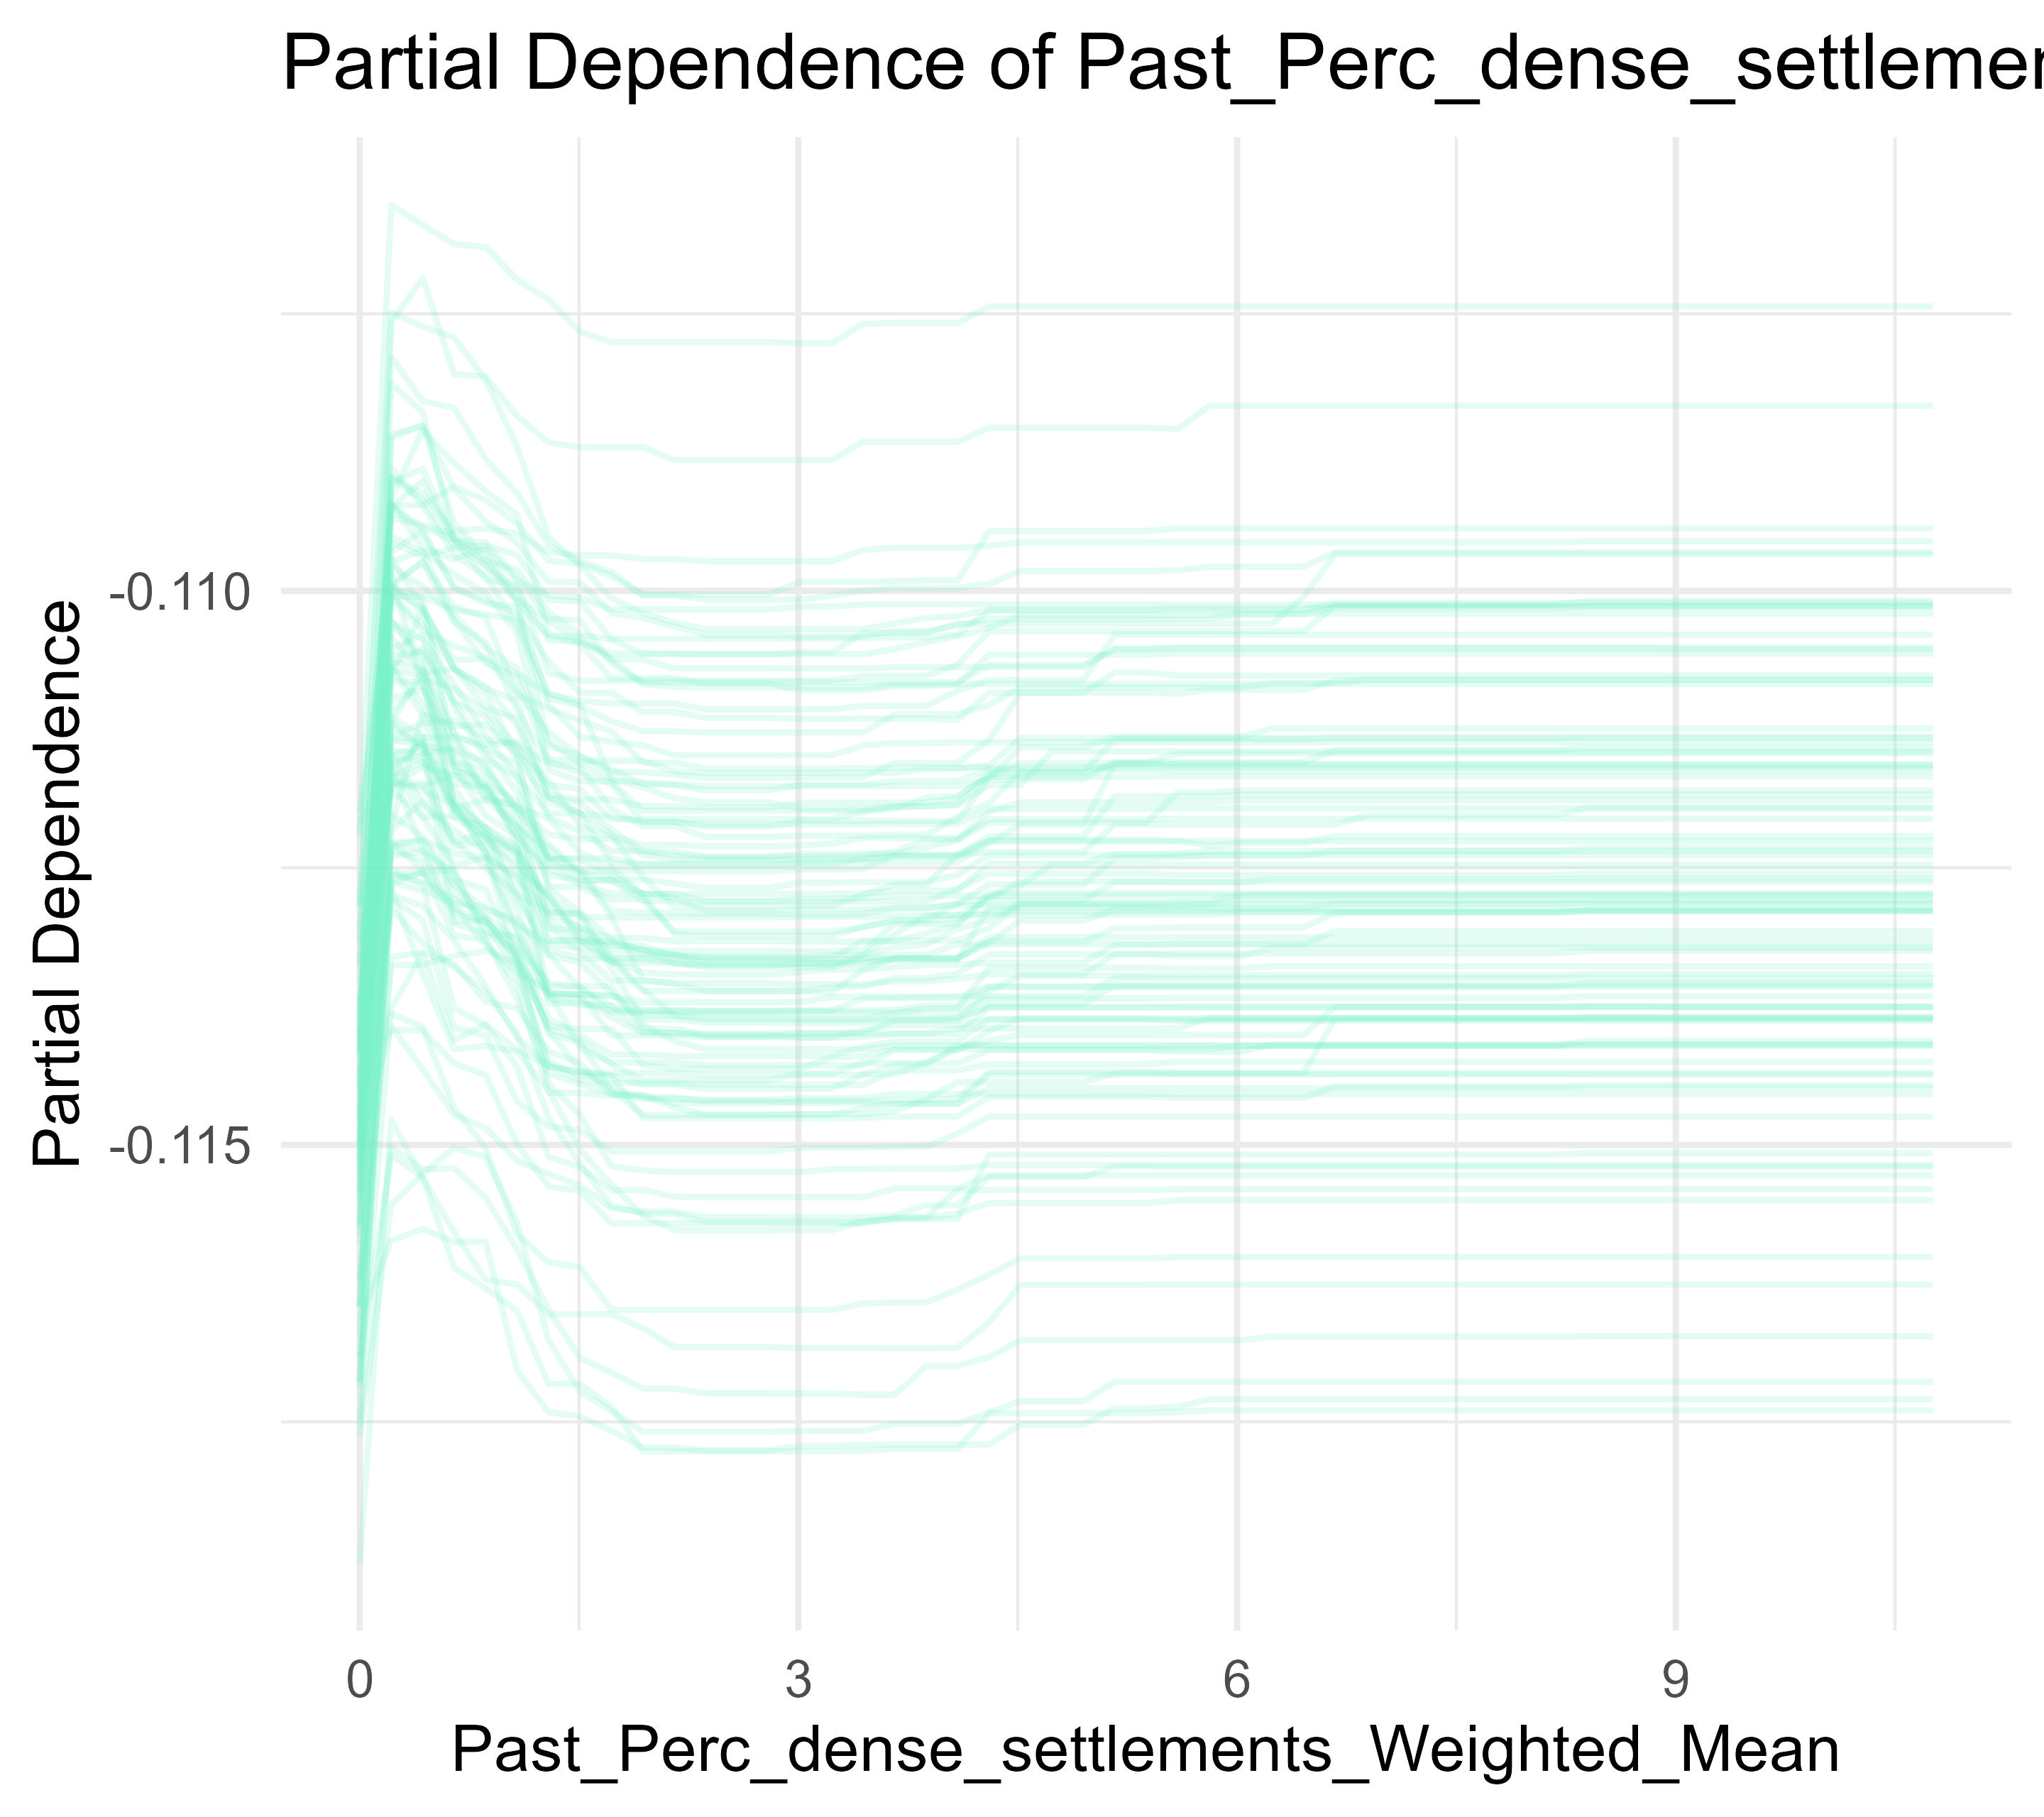 Partial Dependence of Past_Perc_dense_settlemer
Partial Dependence
-0.110
-0.115
0 3 6 9
Past_Perc_dense_settlements_Weighted_Mean